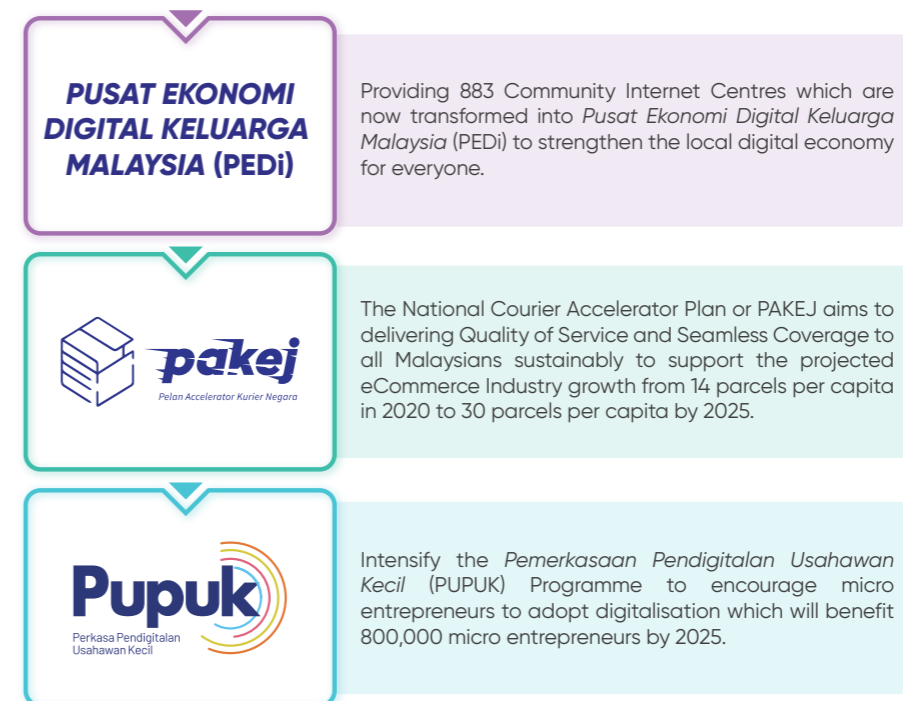 PUSAT EKONOMI
DIGITAL KELUARGA
MALAYSIA (PEDi)
Providing 883 Community Internet Centres which are
now transformed into Pusat Ekonomi Digital Keluarga
Malaysia (PEDi) to strengthen the local digital economy
for everyone.
pakej
Pelan Accelerator Kurier Negara
The National Courier Accelerator Plan or PAKEJ aims to
delivering Quality of Service and Seamless Coverage to
all Malaysians sustainably to support the projected
eCommerce Industry growth from 14 parcels per capita
in 2020 to 30 parcels per capita by 2025.
Pupuk
Perkasa Pendigitalan
Usahawan Kecil
Intensify the Pemerkasaan Pendigitalan Usahawan
Kecil (PUPUK) Programme to encourage micro
entrepreneurs to adopt digitalisation which will benefit
800,000 micro entrepreneurs by 2025.